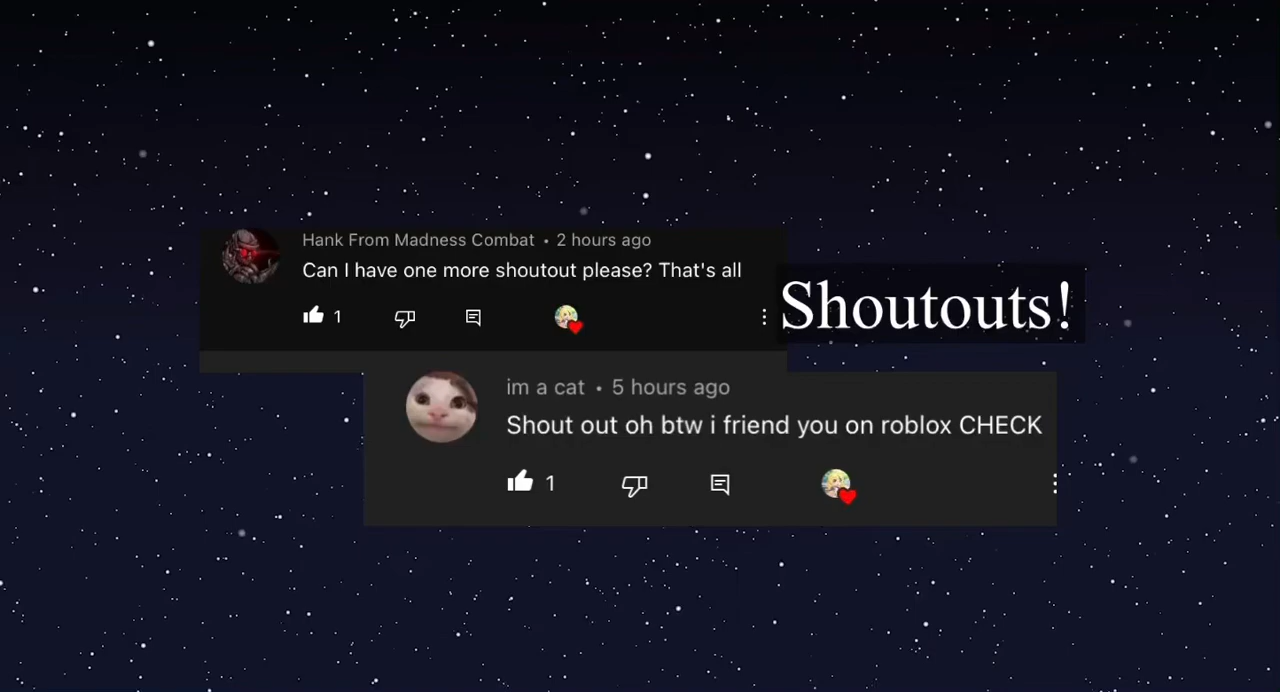 Hank From Madness Combat • 2 hours ago
Can I have one more shoutout please? That's all
1
Shoutouts!
im a cat • 5 hours ago
Shout out oh btw i friend you on roblox CHECK
1